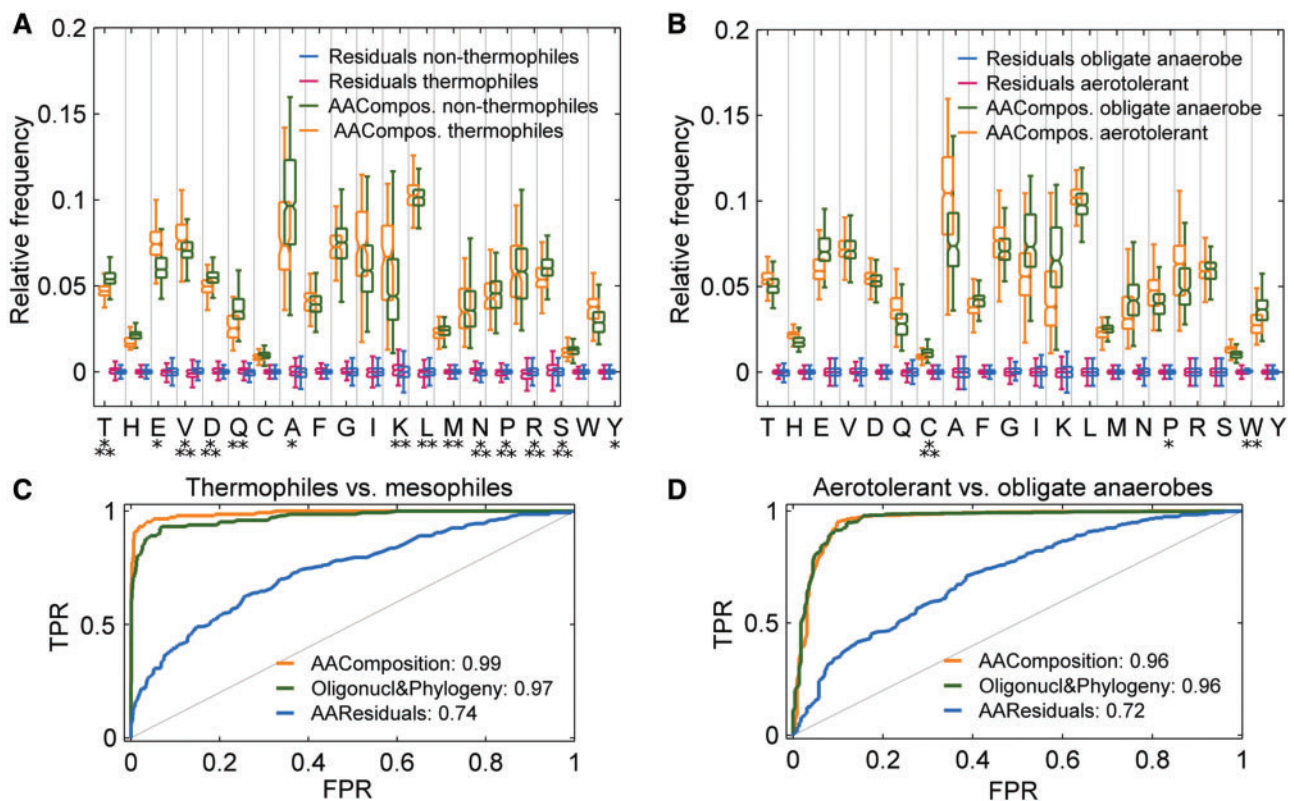 A
0.2
0.15
0.1
0.05
0
Relative frequency
Residuals non-thermophiles
Residuals thermophiles
AACompos. non-thermophiles
AACompos. thermophiles
T H E V D Q C A F G I K L M N P R S W Y
⁂ * ⁂ ⁂ ** * ** ** ** ⁂ ⁂ ⁂ ⁂ *
B
0.2
0.15
0.1
0.05
0
Relative frequency
Residuals obligate anaerobe
Residuals aerotolerant
AACompos. obligate anaerobe
AACompos. aerotolerant
T H E V D Q C A F G I K L M N P R S W Y
⁂ * **
C
Thermophiles vs. mesophiles
1
0.5
0
TPR
AAComposition: 0.99
Oligonucl&Phylogeny: 0.97
AAResiduals: 0.74
0 0.2 0.4 0.6 0.8 1
FPR
D
Aerotolerant vs. obligate anaerobes
1
0.5
0
TPR
AAComposition: 0.96
Oligonucl&Phylogeny: 0.96
AAResiduals: 0.72
0 0.2 0.4 0.6 0.8 1
FPR